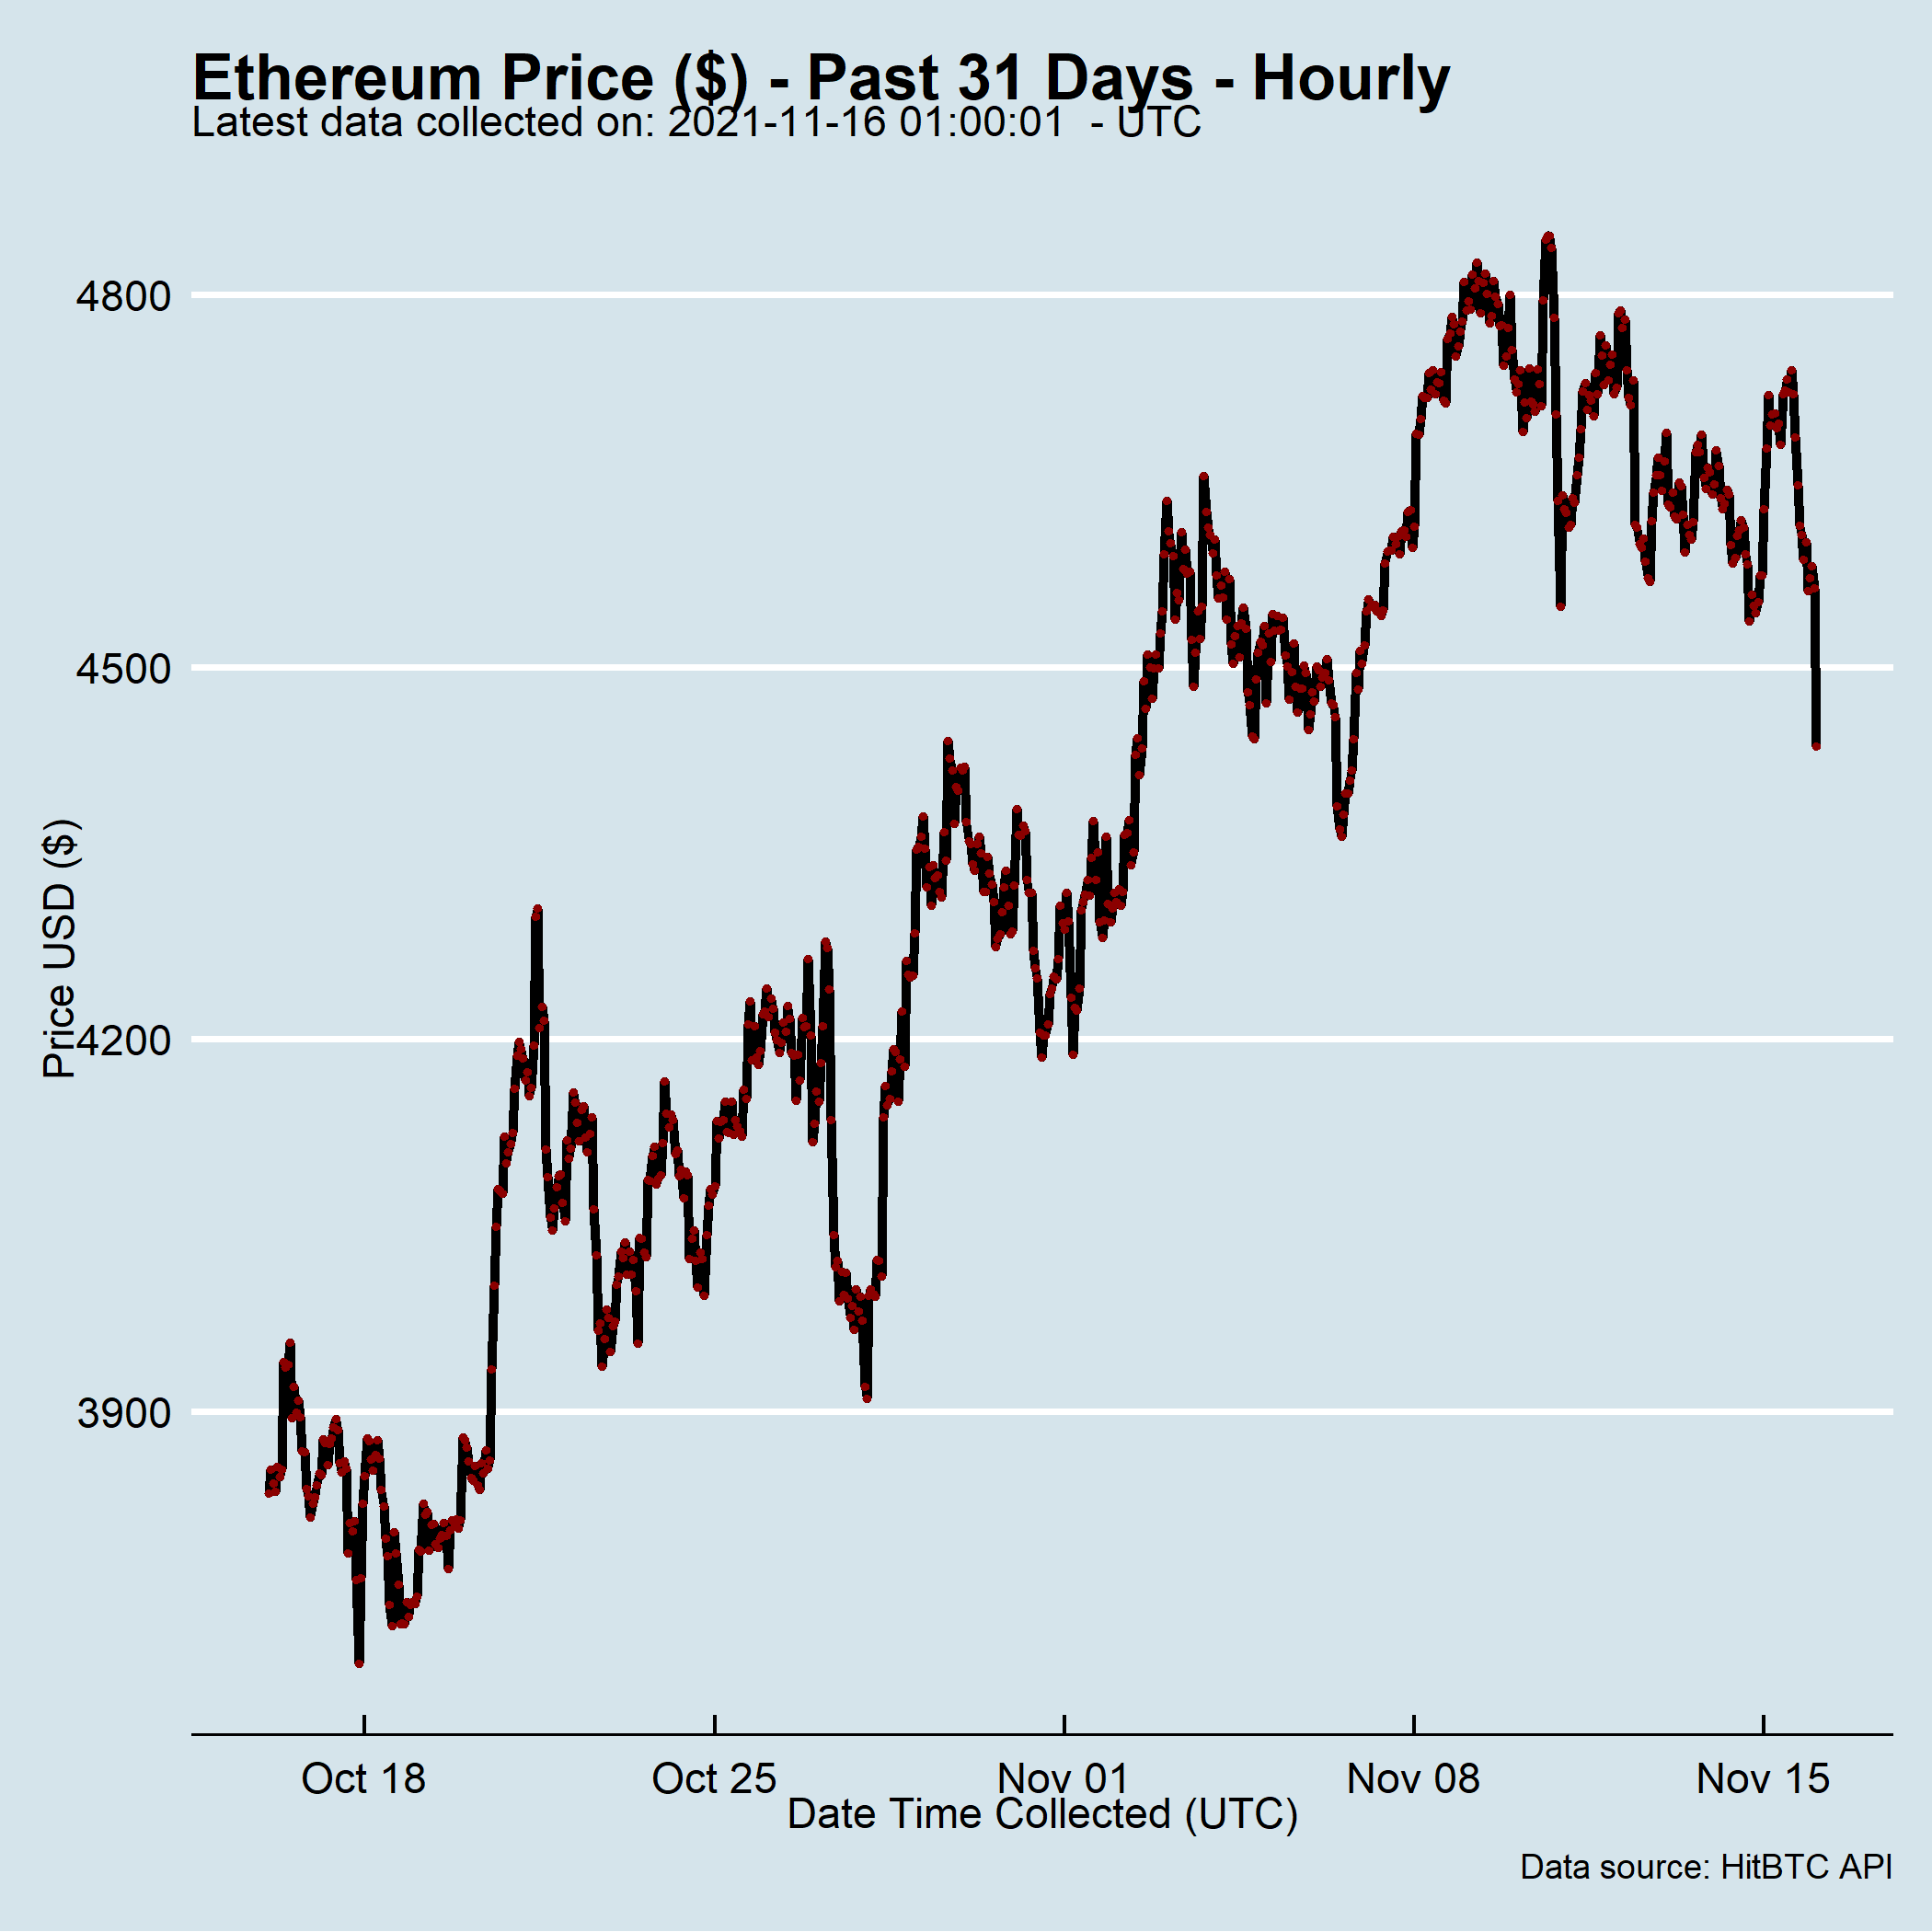 Ethereum Price ($) - Past 31 Days - Hourly
Latest data collected on: 2021-11-16 01:00:01  - UTC
Price USD ($)
4800
4500
4200
3900
Oct 18
Oct 25
Nov 01
Nov 08
Nov 15
Date Time Collected (UTC)
Data source: HitBTC API